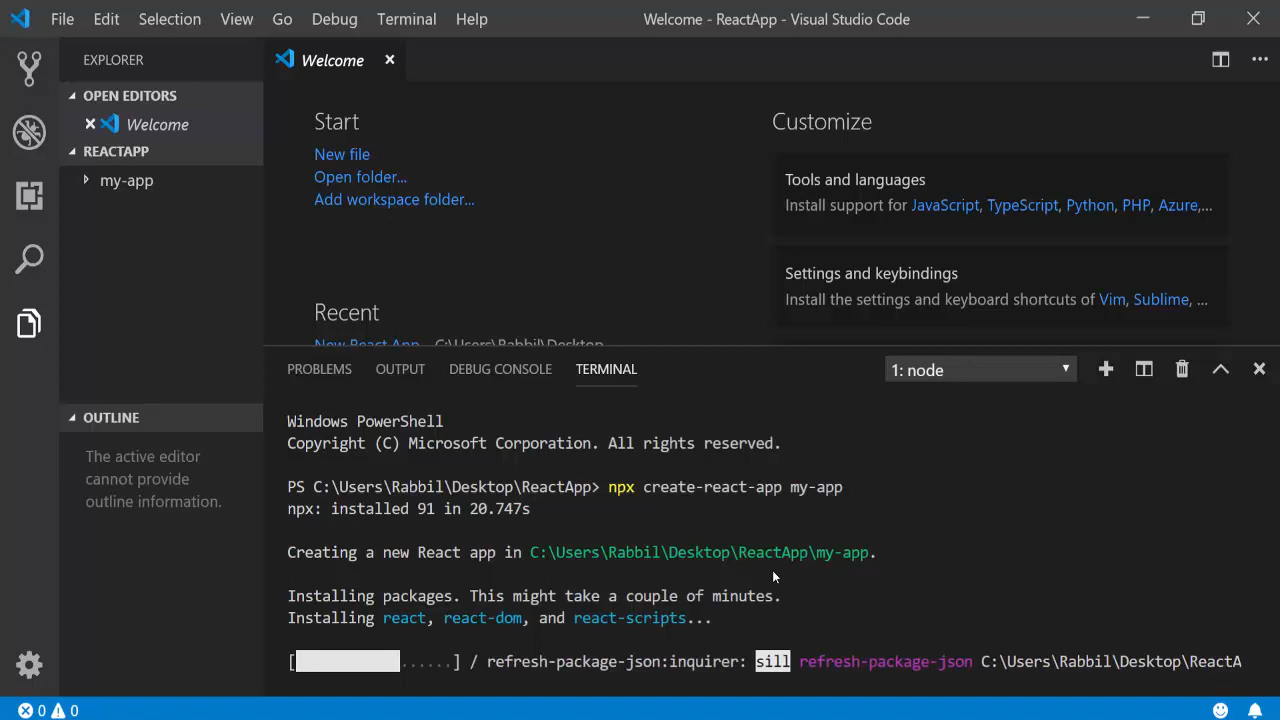 File Edit Selection View Go Debug Terminal Help Welcome - ReactApp - Visual Studio Code
EXPLORER
OPEN EDITORS
Welcome
REACTAPP
my-app
OUTLINE
The active editor
cannot provide
outline information.
Welcome
Start
New file
Open folder...
Add workspace folder...
Recent
New React App C:\Users\Rabbil\Desktop
Customize
Tools and languages
Install support for JavaScript, TypeScript, Python, PHP, Azure,...
Settings and keybindings
Install the settings and keyboard shortcuts of Vim, Sublime, ...
PROBLEMS OUTPUT DEBUG CONSOLE TERMINAL 1: node
Windows PowerShell
Copyright (C) Microsoft Corporation. All rights reserved.
PS C:\Users\Rabbil\Desktop\ReactApp> npx create-react-app my-app
npx: installed 91 in 20.747s
Creating a new React app in C:\Users\Rabbil\Desktop\ReactApp\my-app.
Installing packages. This might take a couple of minutes.
Installing react, react-dom, and react-scripts...
[ ......] / refresh-package-json:inquirer: sill refresh-package-json C:\Users\Rabbil\Desktop\ReactA
0 0